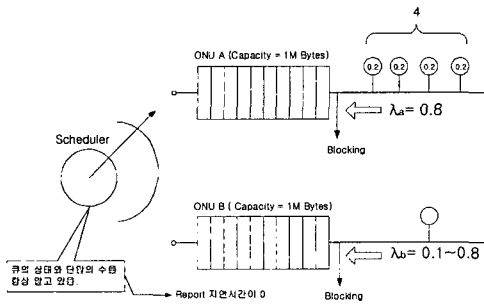 4
ONU A (Capacity = 1M Bytes)
0.2 0.2 0.2 0.2
λa= 0.8
Blocking
Scheduler
ONU B ( Capacity = 1M Bytes)
λb = 0.1~0.8
Blocking
큐의 상태와 단말의 수를
항상 알고 있다.
Report 지연시간이 0